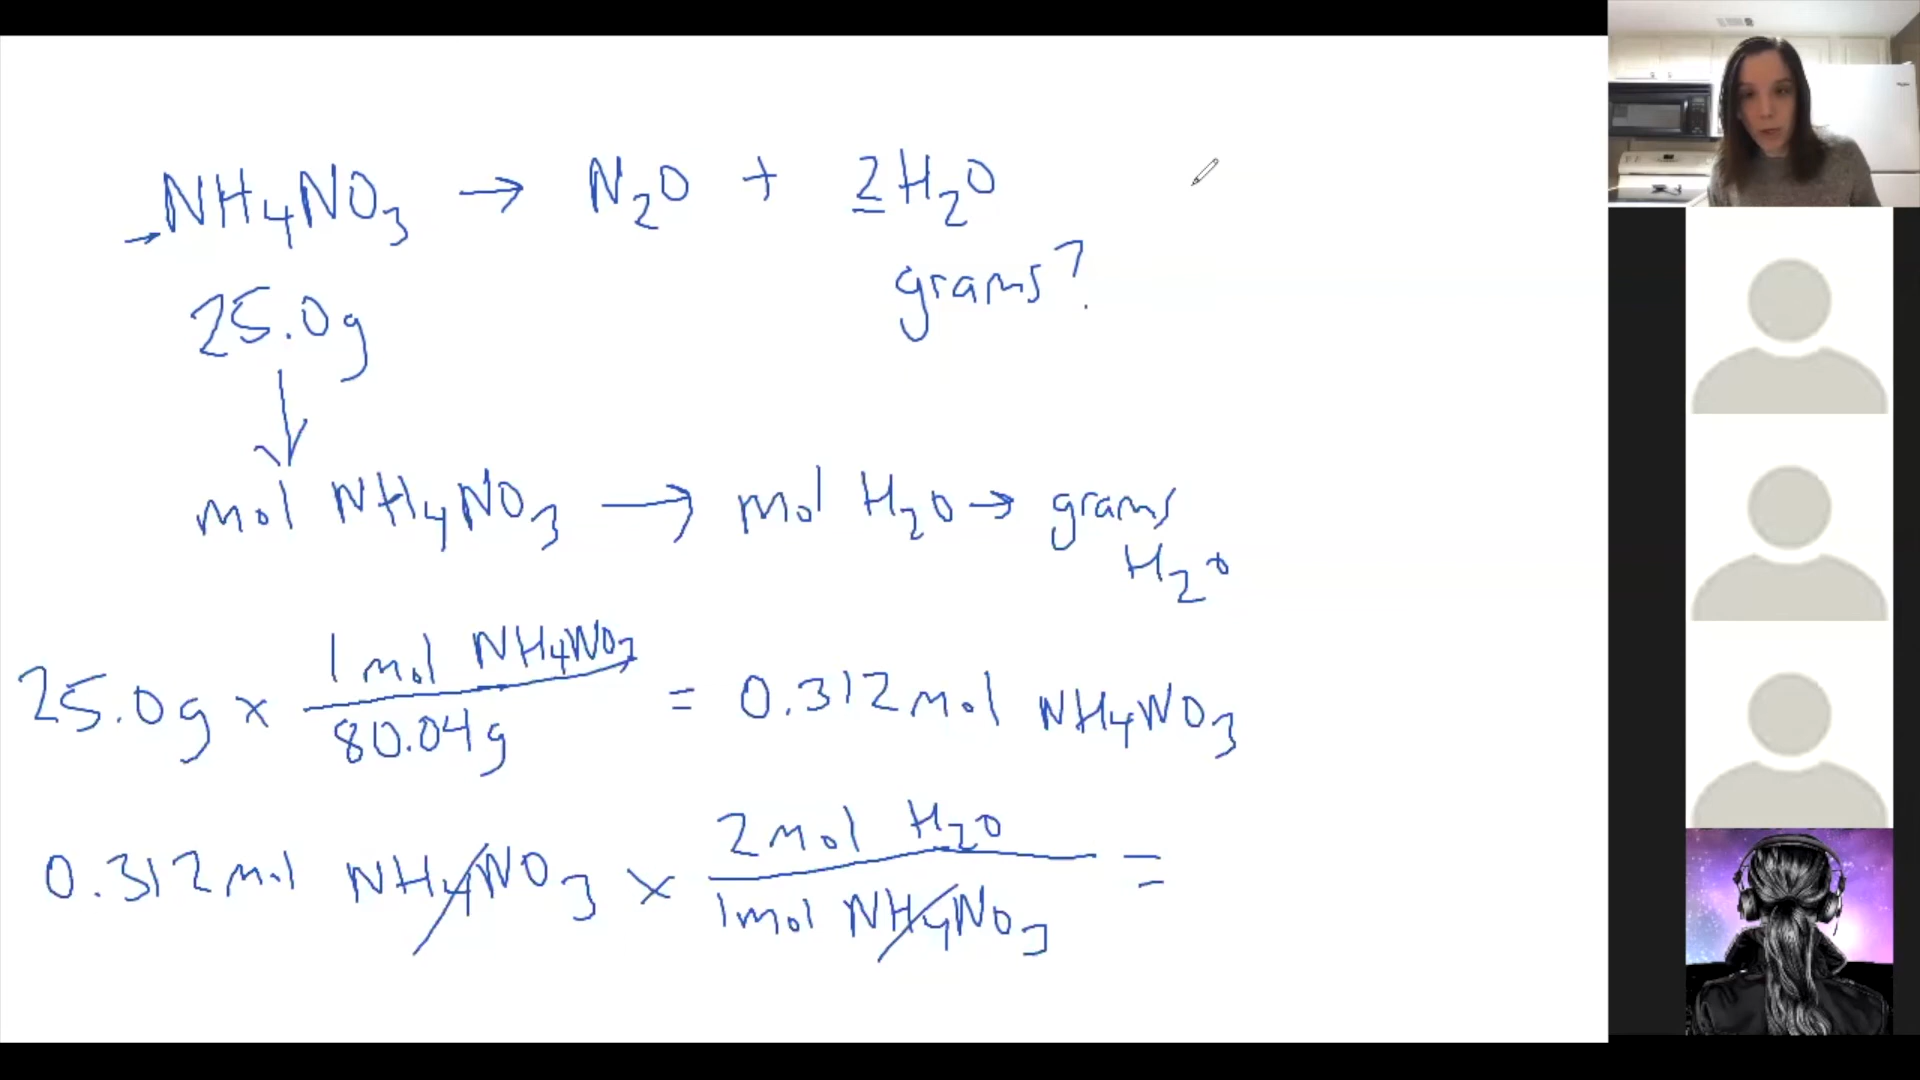 NH4NO3 → N2O + 2H2O
25.0g grams?
mol NH4NO3 → mol H2O → grams
H2O
1 mol NH4NO3
25.0g x = 0.312 mol NH4NO3
80.04g
2 mol H2O
0.312 mol NH4NO3 x =
1 mol NH4NO3